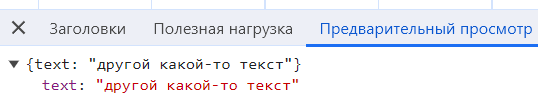 Заголовки Полезная нагрузка Предварительный просмотр
{text: "другой какой-то текст"}
text: "другой какой-то текст"